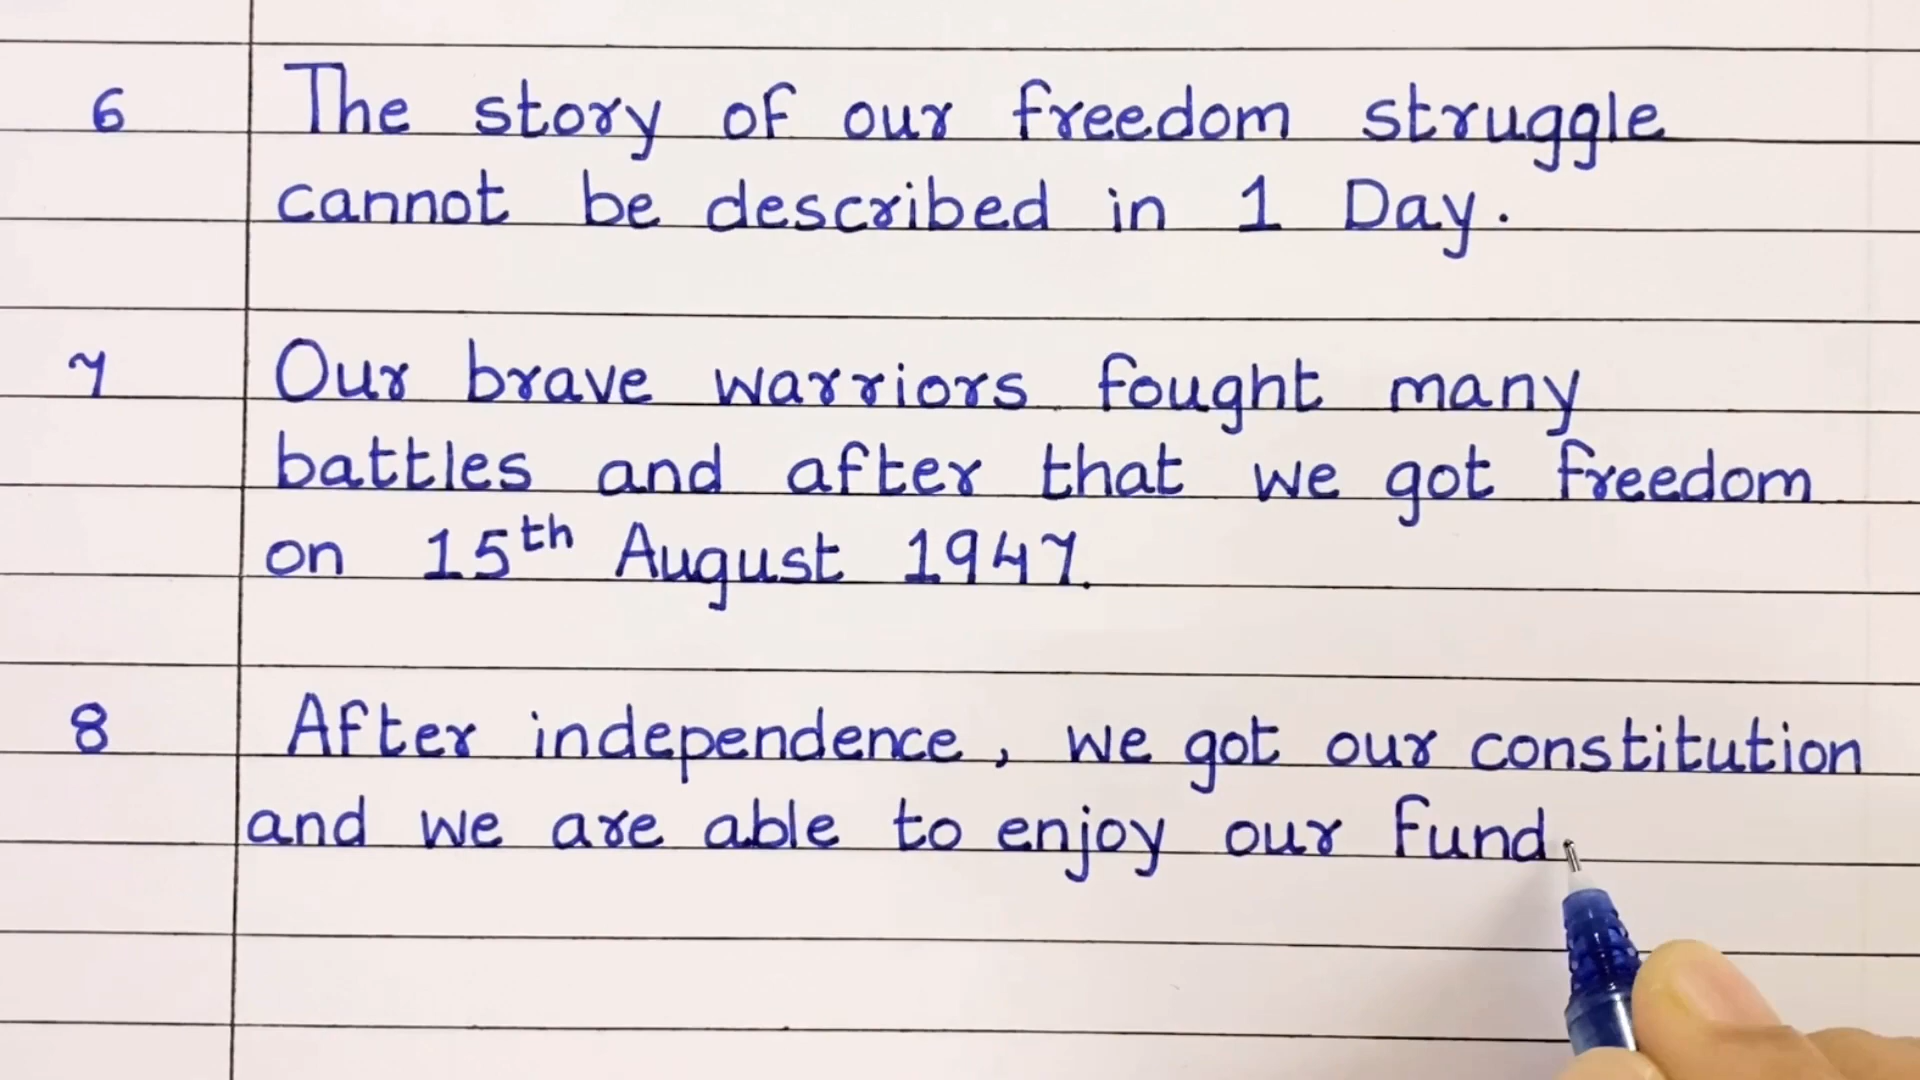 6 The story of our freedom struggle
cannot be described in 1 Day.
7 Our brave warriors fought many
battles and after that we got freedom
on 15th August 1947.
8 After independence, we got our constitution
and we are able to enjoy our Fund